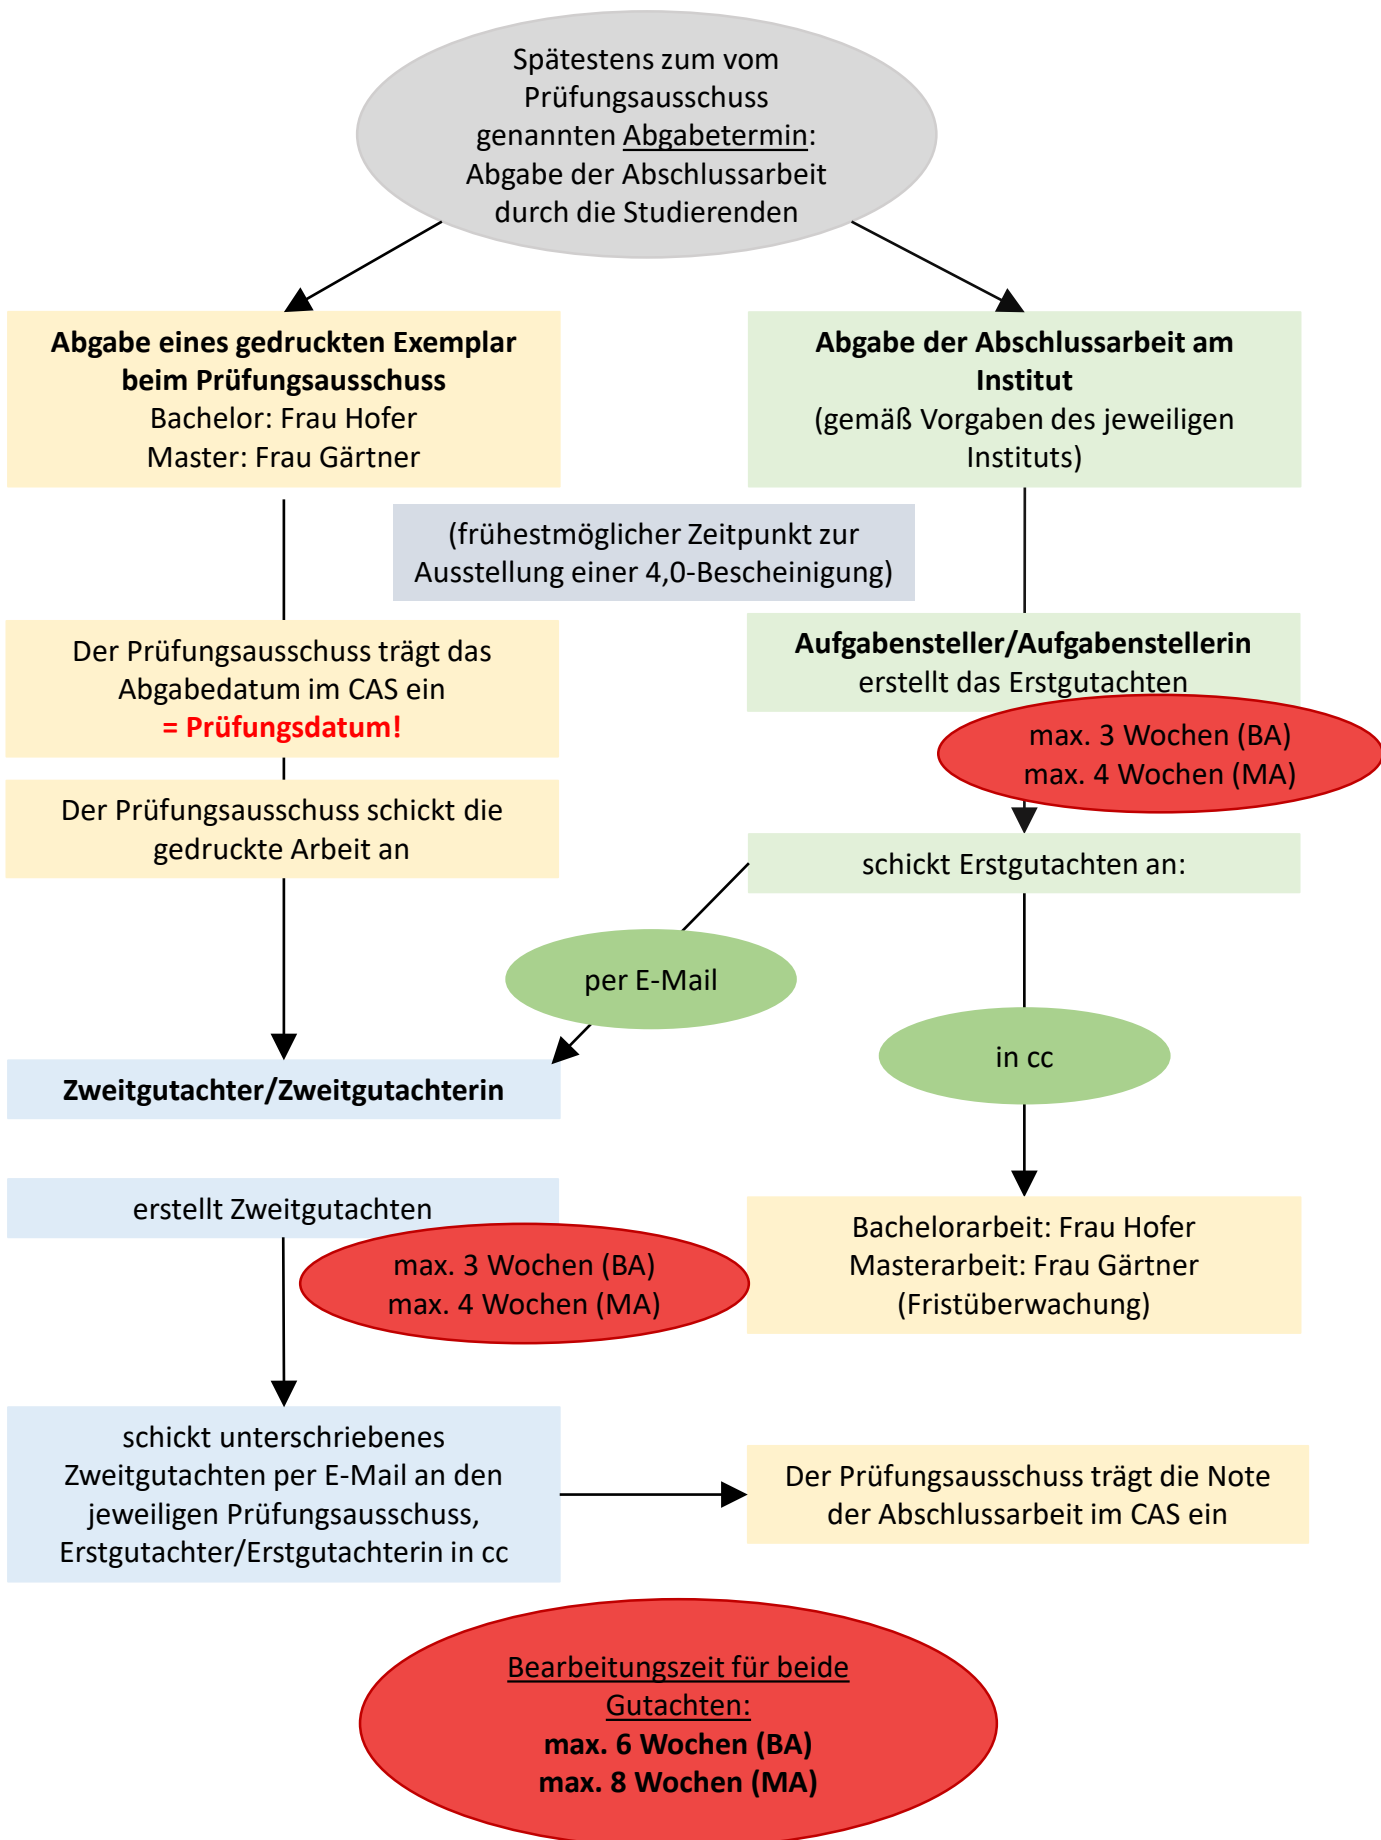 Spätestens zum vom
Prüfungsausschuss
genannten Abgabetermin:
Abgabe der Abschlussarbeit
durch die Studierenden
Abgabe eines gedruckten Exemplar
beim Prüfungsausschuss
Bachelor: Frau Hofer
Master: Frau Gärtner
Abgabe der Abschlussarbeit am
Institut
(gemäß Vorgaben des jeweiligen
Instituts)
(frühestmöglicher Zeitpunkt zur
Ausstellung einer 4,0-Bescheinigung)
Der Prüfungsausschuss trägt das
Abgabedatum im CAS ein
= Prüfungsdatum!
Aufgabensteller/Aufgabenstellerin
erstellt das Erstgutachten
max. 3 Wochen (BA)
max. 4 Wochen (MA)
Der Prüfungsausschuss schickt die
gedruckte Arbeit an
schickt Erstgutachten an:
per E-Mail
in cc
Zweitgutachter/Zweitgutachterin
erstellt Zweitgutachten
max. 3 Wochen (BA)
max. 4 Wochen (MA)
Bachelorarbeit: Frau Hofer
Masterarbeit: Frau Gärtner
(Fristüberwachung)
schickt unterschriebenes
Zweitgutachten per E-Mail an den
jeweiligen Prüfungsausschuss,
Erstgutachter/Erstgutachterin in cc
Der Prüfungsausschuss trägt die Note
der Abschlussarbeit im CAS ein
Bearbeitungszeit für beide
Gutachten:
max. 6 Wochen (BA)
max. 8 Wochen (MA)